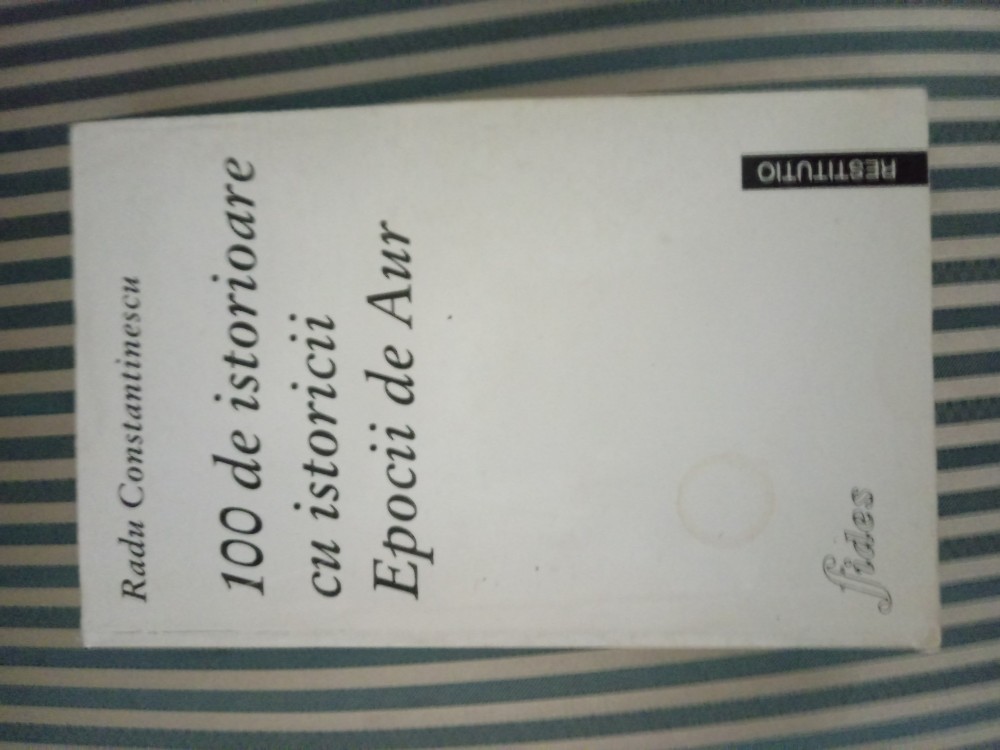 Radu Constantinescu
100 de istorioare
cu istoricii
Epocii de Aur
fides
RESTITUTIO